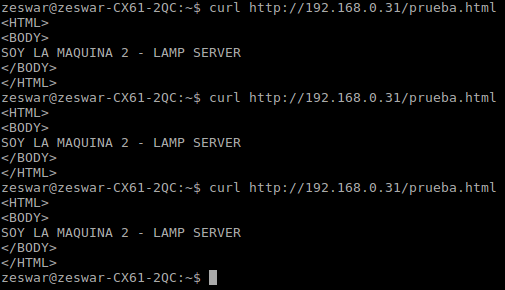 zeswar@zeswar-CX61-2QC:~$ curl http://192.168.0.31/prueba.html
<HTML>
<BODY>
SOY LA MAQUINA 2 - LAMP SERVER
</BODY>
</HTML>
zeswar@zeswar-CX61-2QC:~$ curl http://192.168.0.31/prueba.html
<HTML>
<BODY>
SOY LA MAQUINA 2 - LAMP SERVER
</BODY>
</HTML>
zeswar@zeswar-CX61-2QC:~$ curl http://192.168.0.31/prueba.html
<HTML>
<BODY>
SOY LA MAQUINA 2 - LAMP SERVER
</BODY>
</HTML>
zeswar@zeswar-CX61-2QC:~$